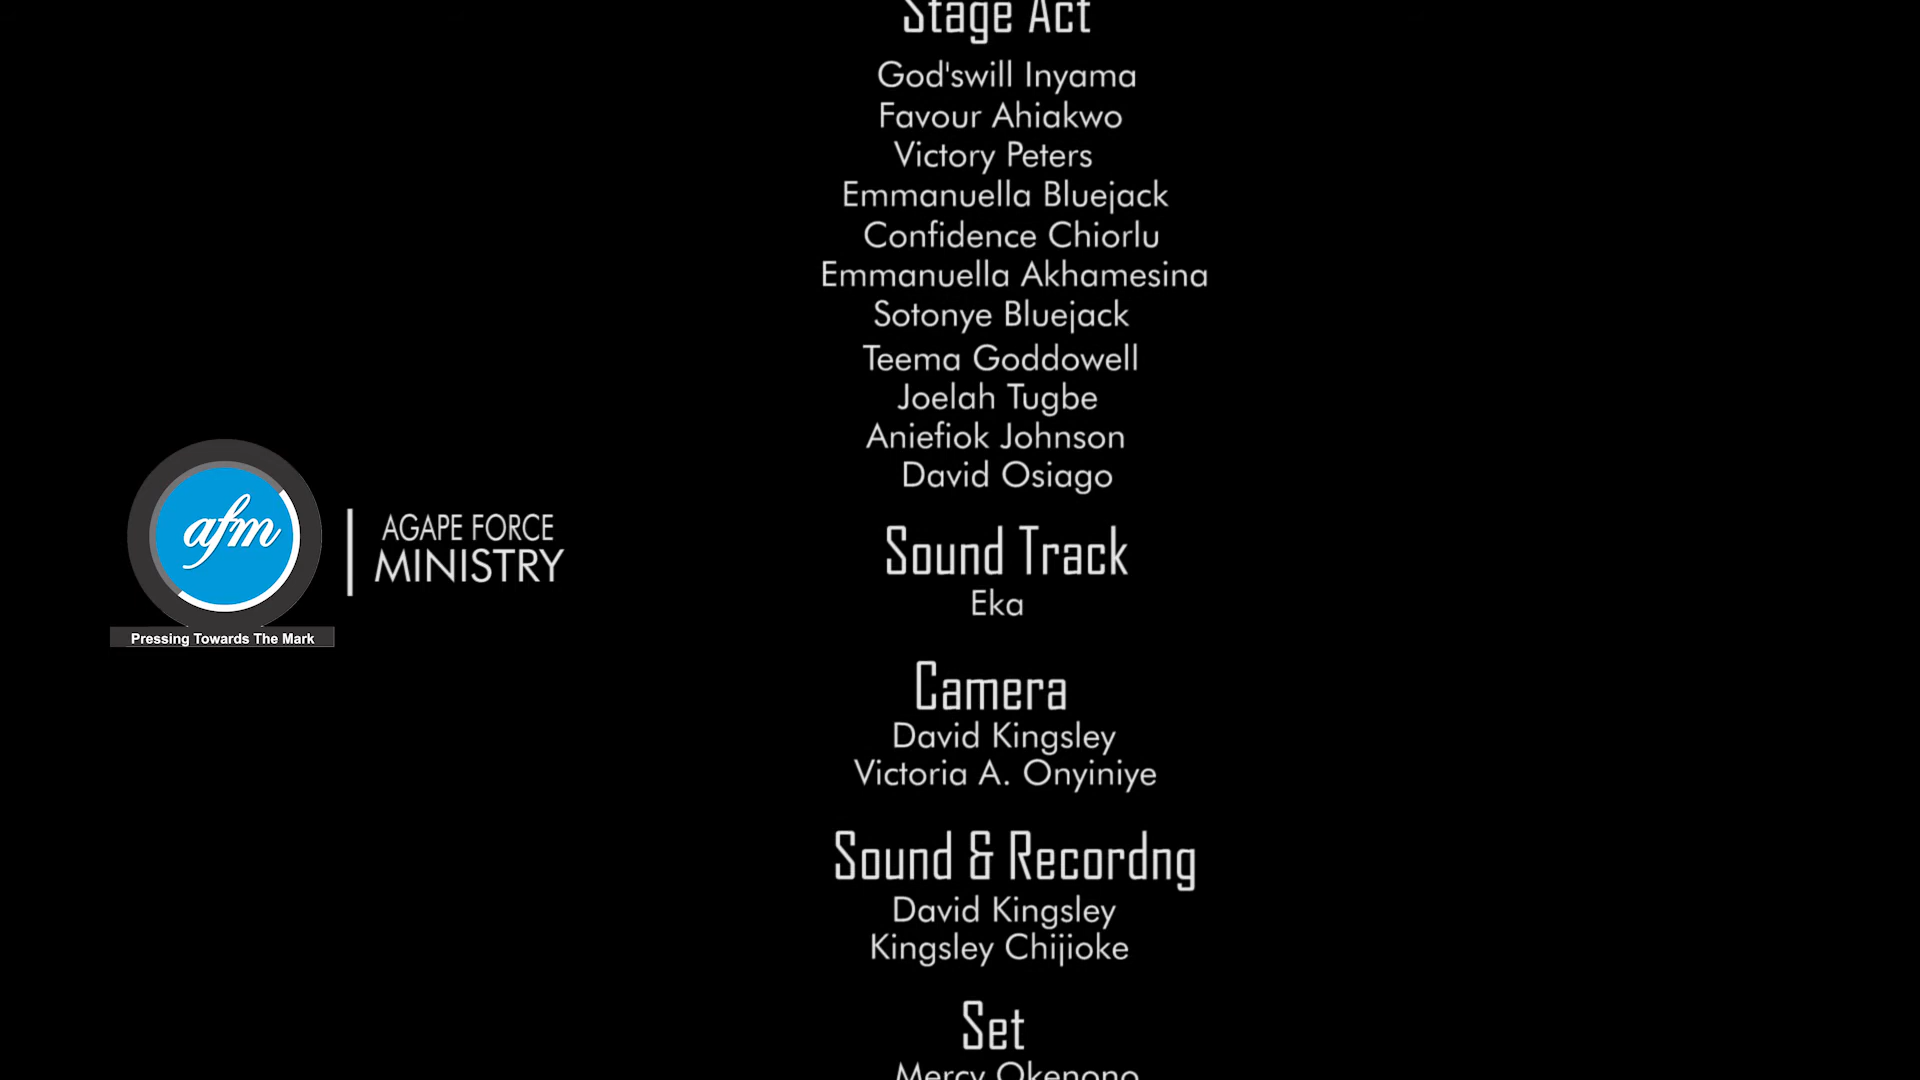 Stage Act
God'swill Inyama
Favour Ahiakwo
Victory Peters
Emmanuella Bluejack
Confidence Chiorlu
Emmanuella Akhamesina
Sotonye Bluejack
Teema Goddowell
Joelah Tugbe
Aniefiok Johnson
David Osiago
afm
AGAPE FORCE
MINISTRY
Pressing Towards The Mark
Sound Track
Eka
Camera
David Kingsley
Victoria A. Onyiniye
Sound & Recordng
David Kingsley
Kingsley Chijioke
Set
Mercy Okenono